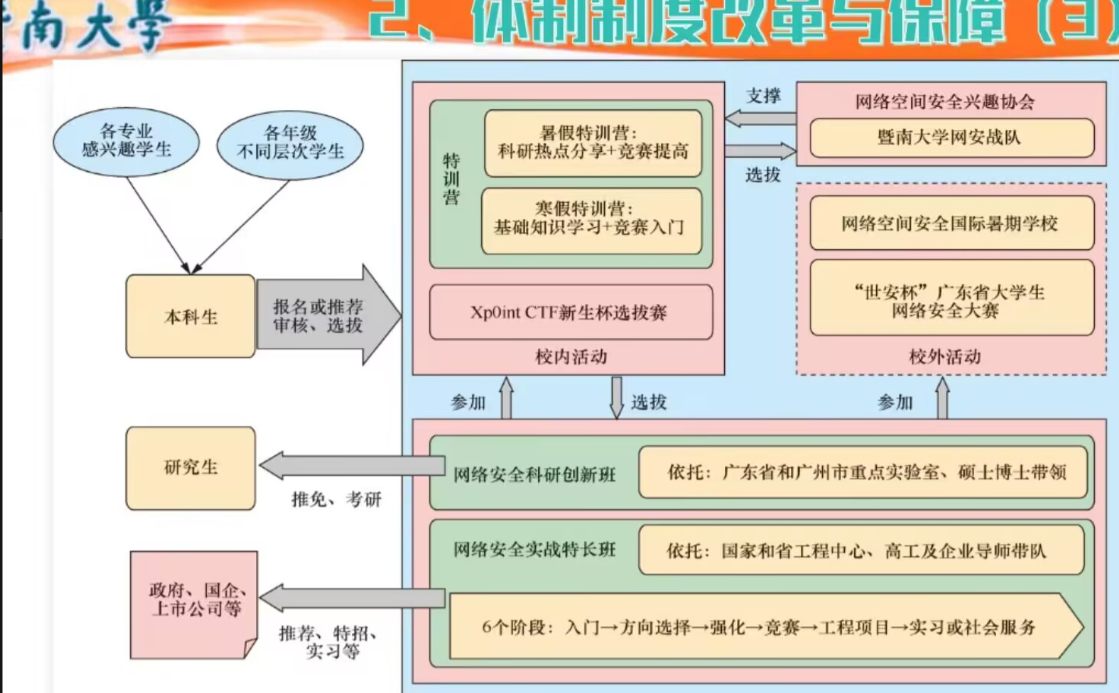 暨南大學
2、体制制度改革与保障（3）
各专业
感兴趣学生
各年级
不同层次学生
本科生
报名或推荐
审核、选拔
特训营
暑假特训营：
科研热点分享+竞赛提高
寒假特训营：
基础知识学习+竞赛入门
Xp0int CTF新生杯选拔赛
校内活动
支撑
选拔
网络空间安全兴趣协会
暨南大学网安战队
网络空间安全国际暑期学校
“世安杯”广东省大学生
网络安全大赛
校外活动
参加
选拔
参加
研究生
推免、考研
网络安全科研创新班
依托：广东省和广州市重点实验室、硕士博士带领
网络安全实战特长班
依托：国家和省工程中心、高工及企业导师带队
政府、国企、
上市公司等
推荐、特招、
实习等
6个阶段：入门→方向选择→强化→竞赛→工程项目→实习或社会服务